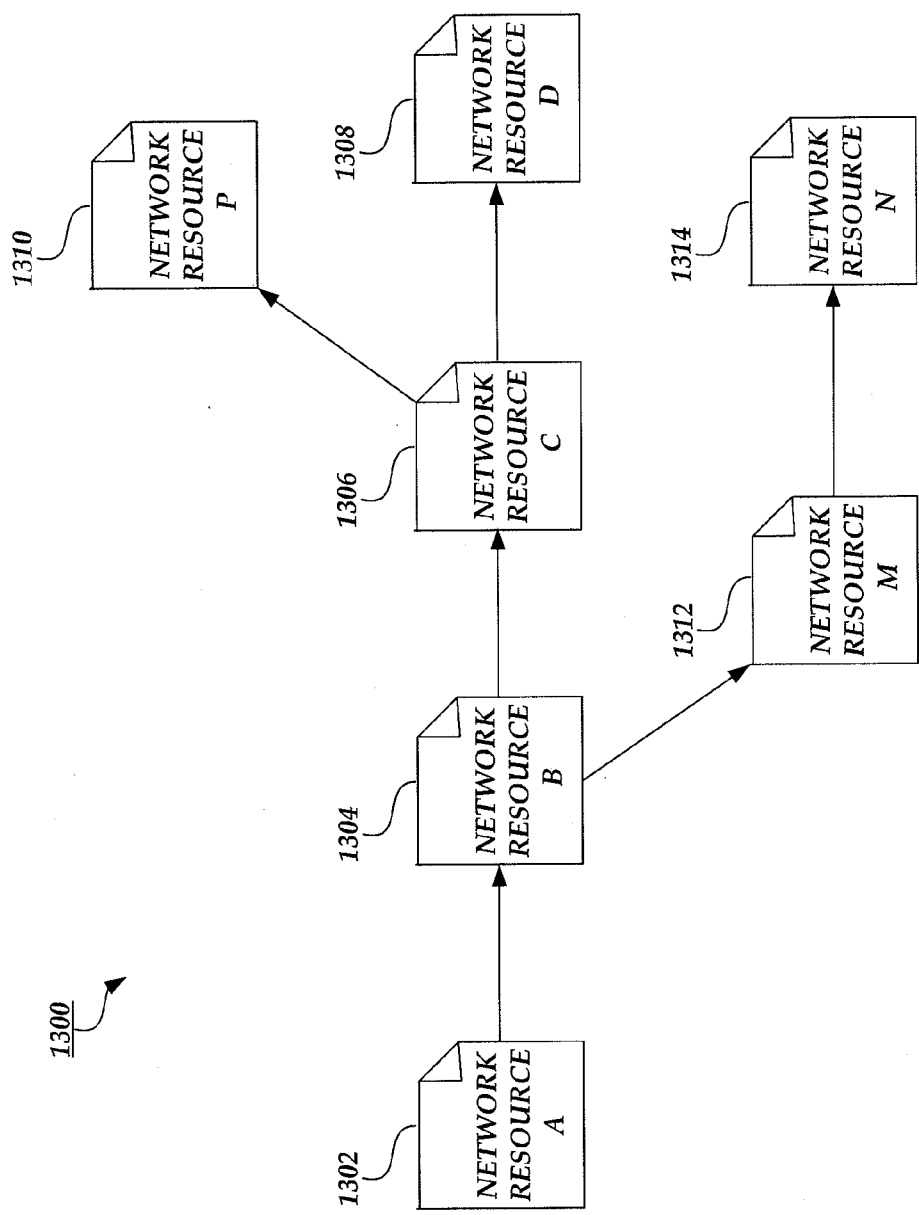 1300
1310
NETWORK
RESOURCE
P
1302
NETWORK
RESOURCE
A
1304
NETWORK
RESOURCE
B
1306
NETWORK
RESOURCE
C
1308
NETWORK
RESOURCE
D
1312
NETWORK
RESOURCE
M
1314
NETWORK
RESOURCE
N